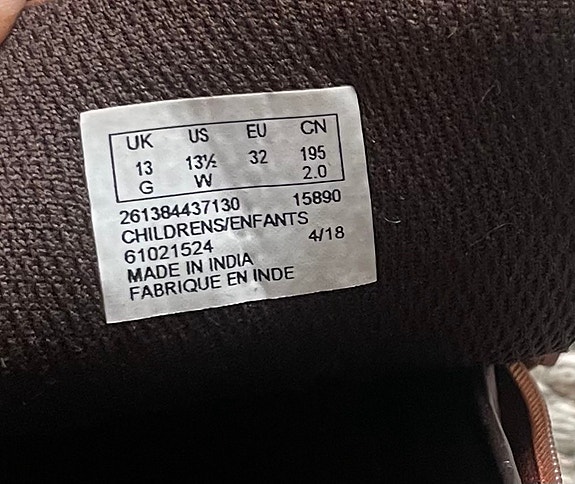 UK US EU CN
13 13½ 32 195
G W 2.0
261384437130 15890
CHILDRENS/ENFANTS
61021524 4/18
MADE IN INDIA
FABRIQUE EN INDE